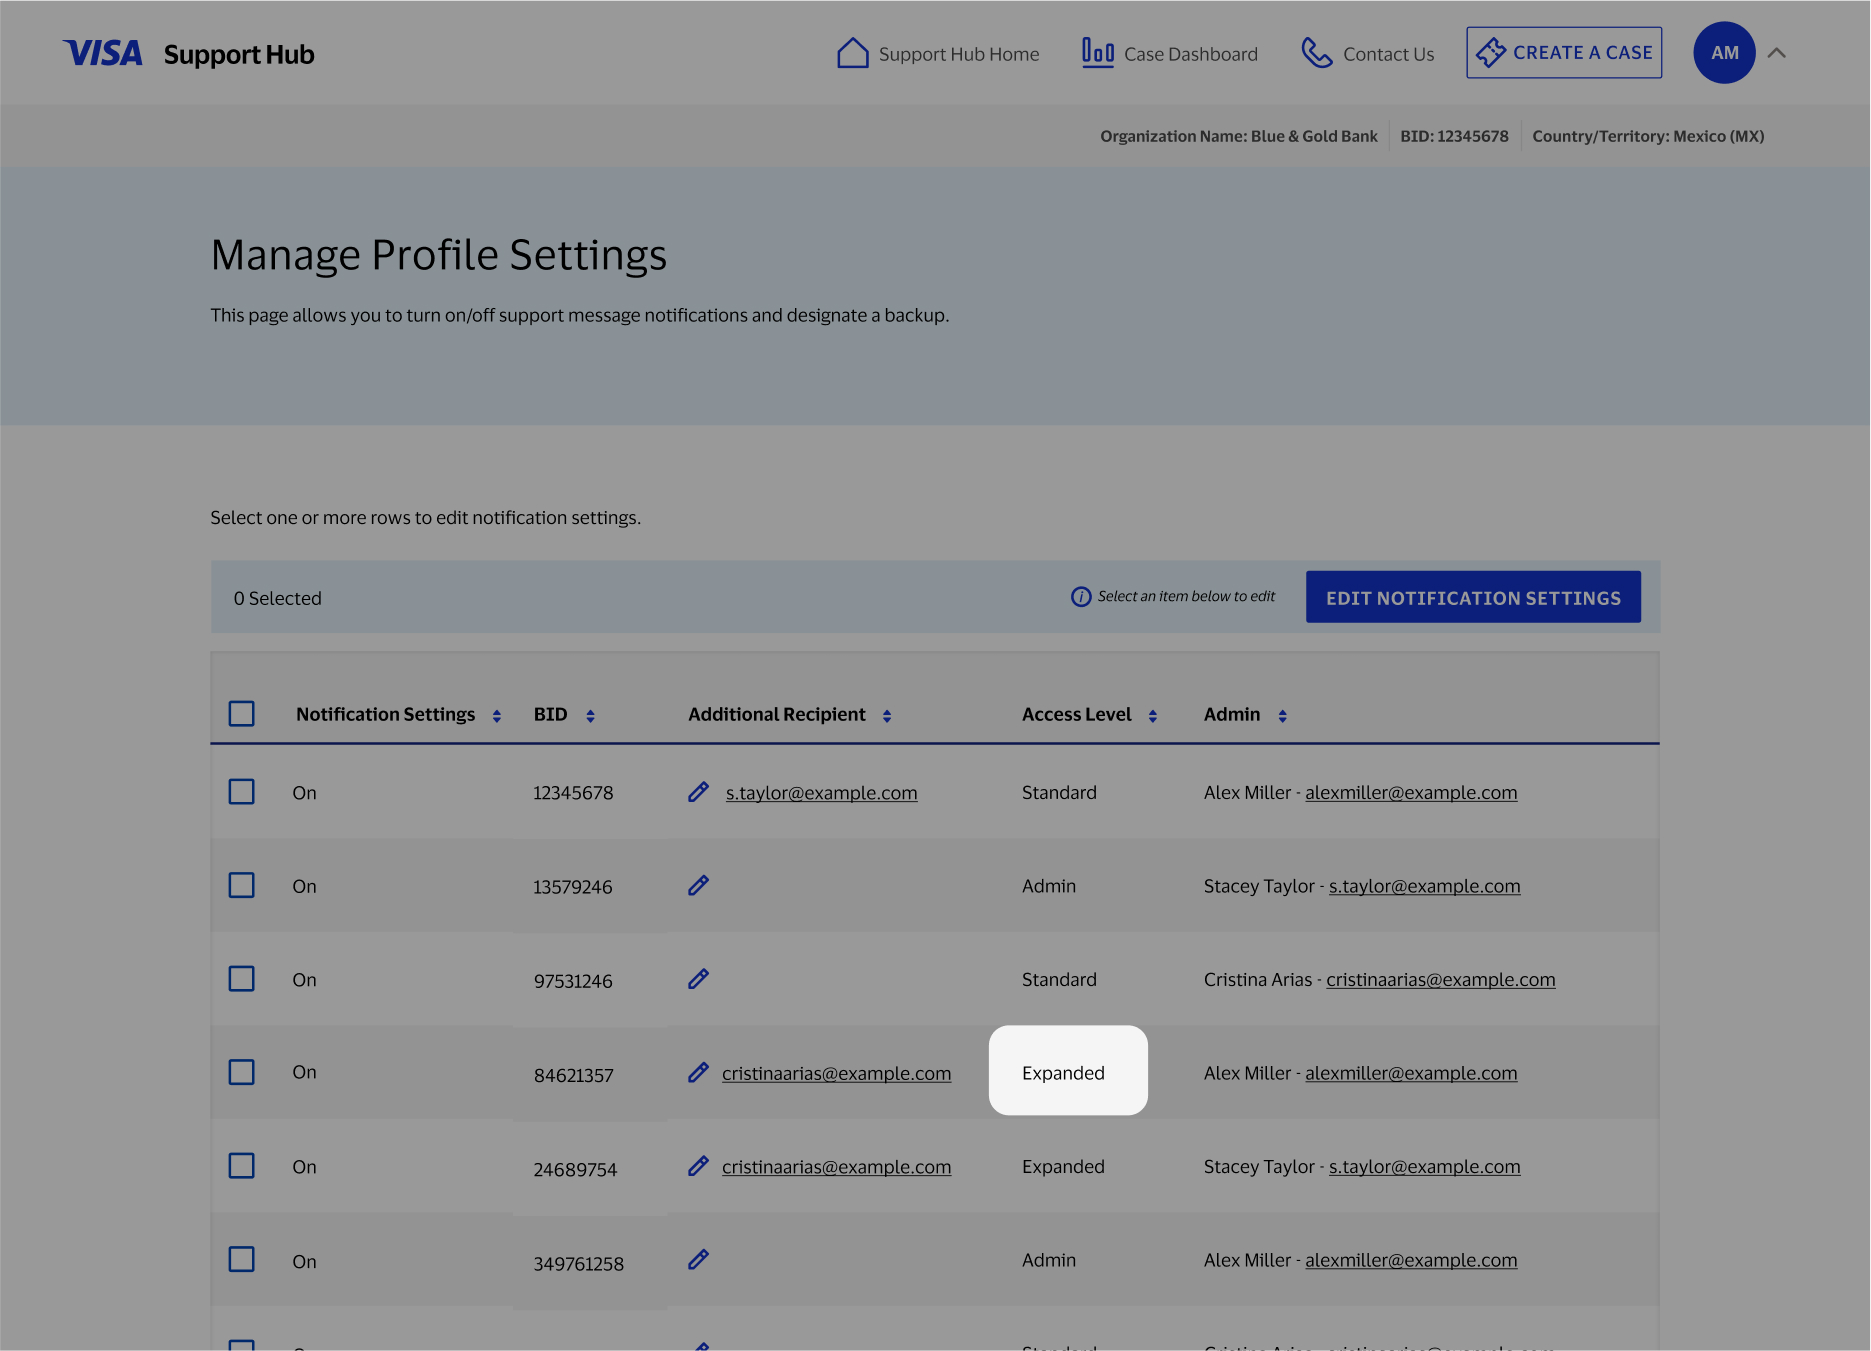 VISA Support Hub Support Hub Home Case Dashboard Contact Us CREATE A CASE AM
Organization Name: Blue & Gold Bank BID: 12345678 Country/Territory: Mexico (MX)
Manage Profile Settings
This page allows you to turn on/off support message notifications and designate a backup.
Select one or more rows to edit notification settings.
0 Selected Select an item below to edit EDIT NOTIFICATION SETTINGS
Notification Settings BID Additional Recipient Access Level Admin
On 12345678 s.taylor@example.com Standard Alex Miller - alexmiller@example.com
On 13579246 Admin Stacey Taylor - s.taylor@example.com
On 97531246 Standard Cristina Arias - cristinaarias@example.com
On 84621357 cristinaarias@example.com Expanded Alex Miller - alexmiller@example.com
On 24689754 cristinaarias@example.com Expanded Stacey Taylor - s.taylor@example.com
On 349761258 Admin Alex Miller - alexmiller@example.com